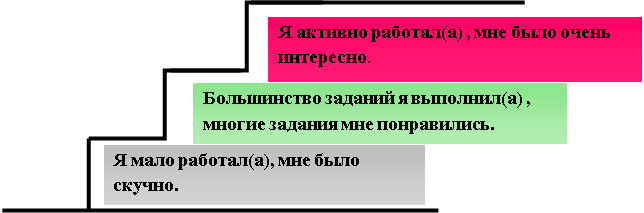 Я активно работал(а) , мне было очень
интересно.
Большинство заданий я выполнил(а) ,
многие задания мне понравились.
Я мало работал(а), мне было
скучно.